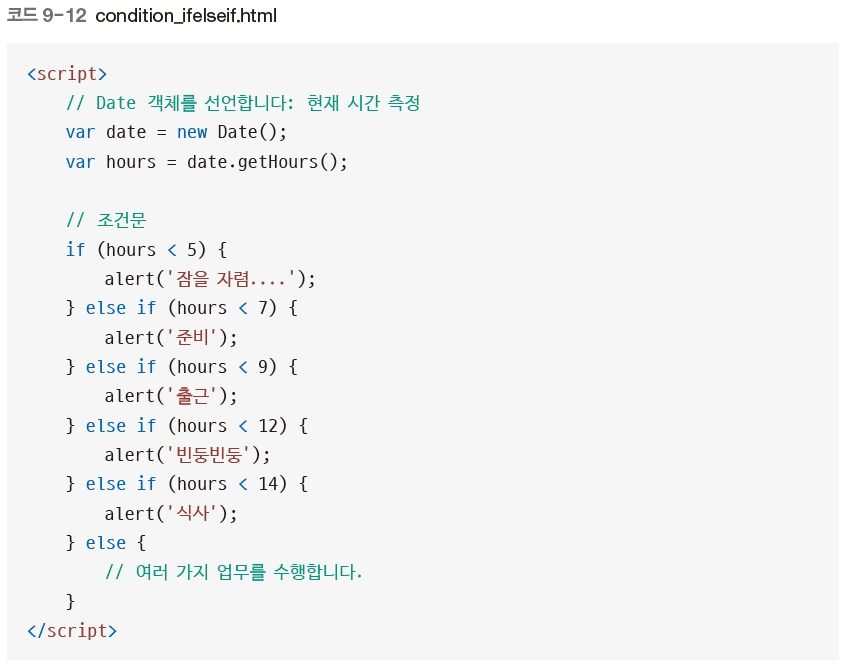 코드 9-12 condition_ifelseif.html
<script>
// Date 객체를 선언합니다: 현재 시간 측정
var date = new Date();
var hours = date.getHours();
// 조건문
if (hours < 5) {
alert('잠을 자렴....');
} else if (hours < 7) {
alert('준비');
} else if (hours < 9) {
alert('출근');
} else if (hours < 12) {
alert('빈둥빈둥');
} else if (hours < 14) {
alert('식사');
} else {
// 여러 가지 업무를 수행합니다.
}
</script>